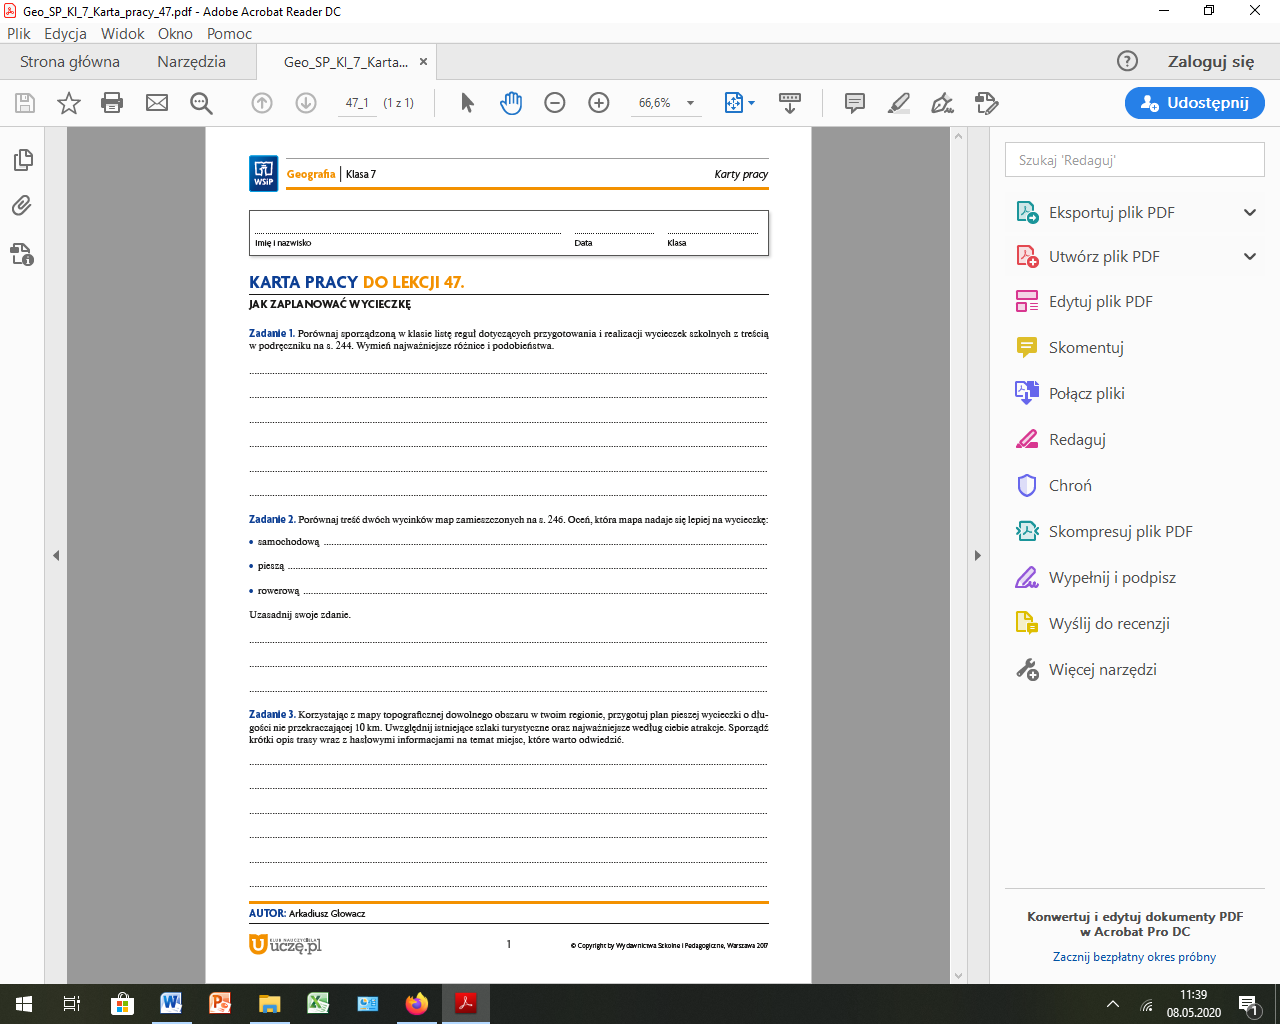 Geo_SP_Kl_7_Karta_pracy_47.pdf - Adobe Acrobat Reader DC
Plik Edycja Widok Okno Pomoc
Strona główna Narzędzia Geo_SP_Kl_7_Karta... × ? Zaloguj się
47_1 (1 z 1) 66,6% Udostępnij
WSiP
Geografia | Klasa 7 Karty pracy
Imię i nazwisko Data Klasa
KARTA PRACY DO LEKCJI 47.
JAK ZAPLANOWAĆ WYCIECZKĘ
Zadanie 1. Porównaj sporządzoną w klasie listę reguł dotyczących przygotowania i realizacji wycieczek szkolnych z treścią
w podręczniku na s. 244. Wymień najważniejsze różnice i podobieństwa.
Zadanie 2. Porównaj treść dwóch wycinków map zamieszczonych na s. 246. Oceń, która mapa nadaje się lepiej na wycieczkę:
• samochodową
• pieszą
• rowerową
Uzasadnij swoje zdanie.
Zadanie 3. Korzystając z mapy topograficznej dowolnego obszaru w twoim regionie, przygotuj plan pieszej wycieczki o dłu-
gości nie przekraczającej 10 km. Uwzględnij istniejące szlaki turystyczne oraz najważniejsze według ciebie atrakcje. Sporządź
krótki opis trasy wraz z hasłowymi informacjami na temat miejsc, które warto odwiedzić.
AUTOR: Arkadiusz Głowacz
KLUB NAUCZYCIELA
uczę.pl
1
© Copyright by Wydawnictwa Szkolne i Pedagogiczne, Warszawa 2017
Szukaj 'Redaguj'
Eksportuj plik PDF
Utwórz plik PDF
Edytuj plik PDF
Skomentuj
Połącz pliki
Redaguj
Chroń
Skompresuj plik PDF
Wypełnij i podpisz
Wyślij do recenzji
Więcej narzędzi
Konwertuj i edytuj dokumenty PDF
w Acrobat Pro DC
Zacznij bezpłatny okres próbny
11:39
08.05.2020
1